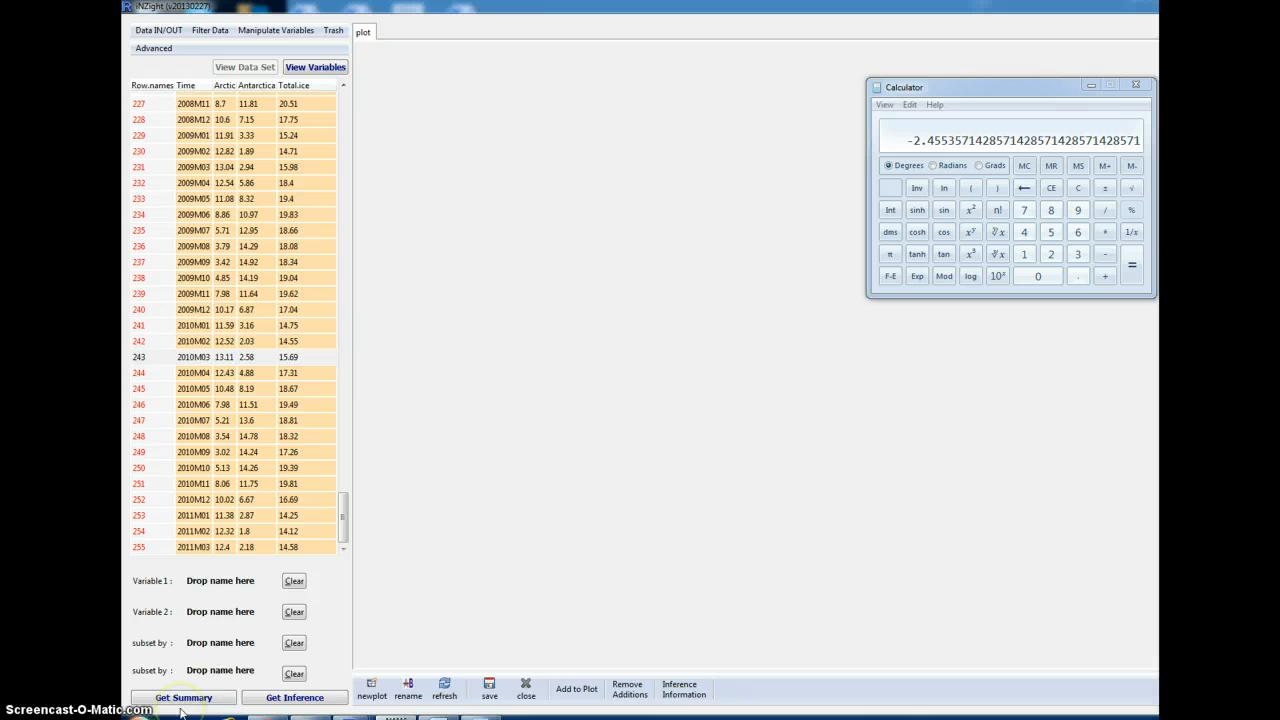 iNZight (v20130227)
Data IN/OUT Filter Data Manipulate Variables Trash
Advanced
View Data Set View Variables
Row.names Time Arctic Antarctica Total.ice
227 2008M11 8.7 11.81 20.51
228 2008M12 10.6 7.15 17.75
229 2009M01 11.91 3.33 15.24
230 2009M02 12.82 1.89 14.71
231 2009M03 13.04 2.94 15.98
232 2009M04 12.54 5.86 18.4
233 2009M05 11.08 8.32 19.4
234 2009M06 8.86 10.97 19.83
235 2009M07 5.71 12.95 18.66
236 2009M08 3.79 14.29 18.08
237 2009M09 3.42 14.92 18.34
238 2009M10 4.85 14.19 19.04
239 2009M11 7.98 11.64 19.62
240 2009M12 10.17 6.87 17.04
241 2010M01 11.59 3.16 14.75
242 2010M02 12.52 2.03 14.55
243 2010M03 13.11 2.58 15.69
244 2010M04 12.43 4.88 17.31
245 2010M05 10.48 8.19 18.67
246 2010M06 7.98 11.51 19.49
247 2010M07 5.21 13.6 18.81
248 2010M08 3.54 14.78 18.32
249 2010M09 3.02 14.24 17.26
250 2010M10 5.13 14.26 19.39
251 2010M11 8.06 11.75 19.81
252 2010M12 10.02 6.67 16.69
253 2011M01 11.38 2.87 14.25
254 2011M02 12.32 1.8 14.12
255 2011M03 12.4 2.18 14.58
Variable 1 : Drop name here Clear
Variable 2 : Drop name here Clear
subset by : Drop name here Clear
subset by : Drop name here Clear
Get Summary Get Inference
plot
Calculator
View Edit Help
-2.4553571428571428571428571428571
Degrees Radians Grads MC MR MS M+ M-
Inv ln ( ) ← CE C ± √
Int sinh sin x² n! 7 8 9 / %
dms cosh cos xʸ ʸ√x 4 5 6 * 1/x
π tanh tan x³ ³√x 1 2 3 - =
F-E Exp Mod log 10ˣ 0 . +
newplot rename refresh save close Add to Plot Remove Additions Inference Information
Screencast-O-Matic.com